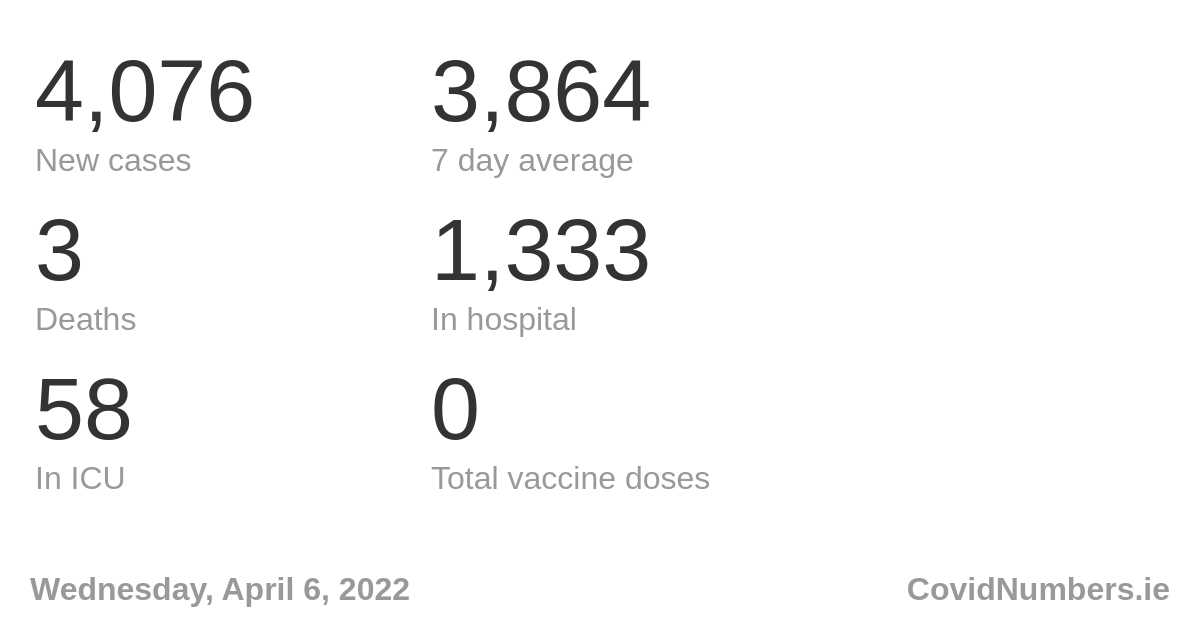 4,076 3,864
New cases 7 day average
3 1,333
Deaths In hospital
58 0
In ICU Total vaccine doses
Wednesday, April 6, 2022 CovidNumbers.ie